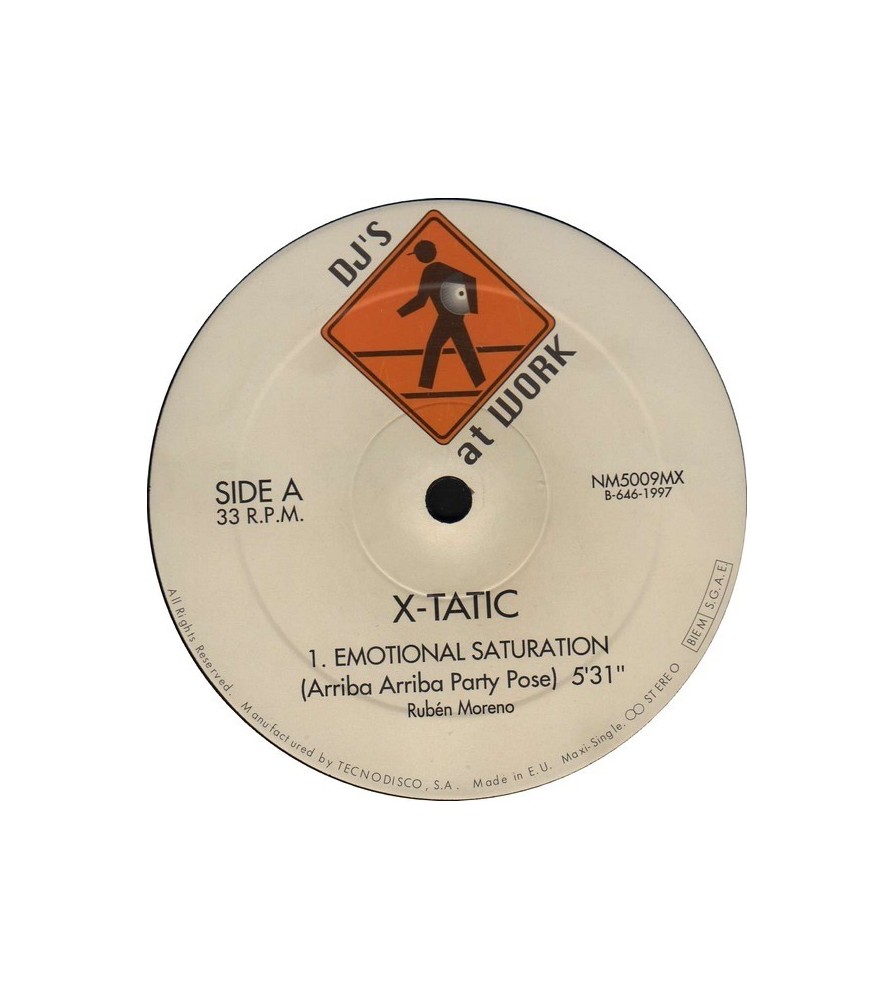 DJ'S
at WORK
SIDE A
33 R.P.M.
NM5009MX
B-646-1997
X-TATIC
1. EMOTIONAL SATURATION
(Arriba Arriba Party Pose) 5'31"
Rubén Moreno
All Rights Reserved. Manufactured by TECNODISCO, S.A. Made in E.U. Maxi-Single. STEREO
BIEM S.G.A.E